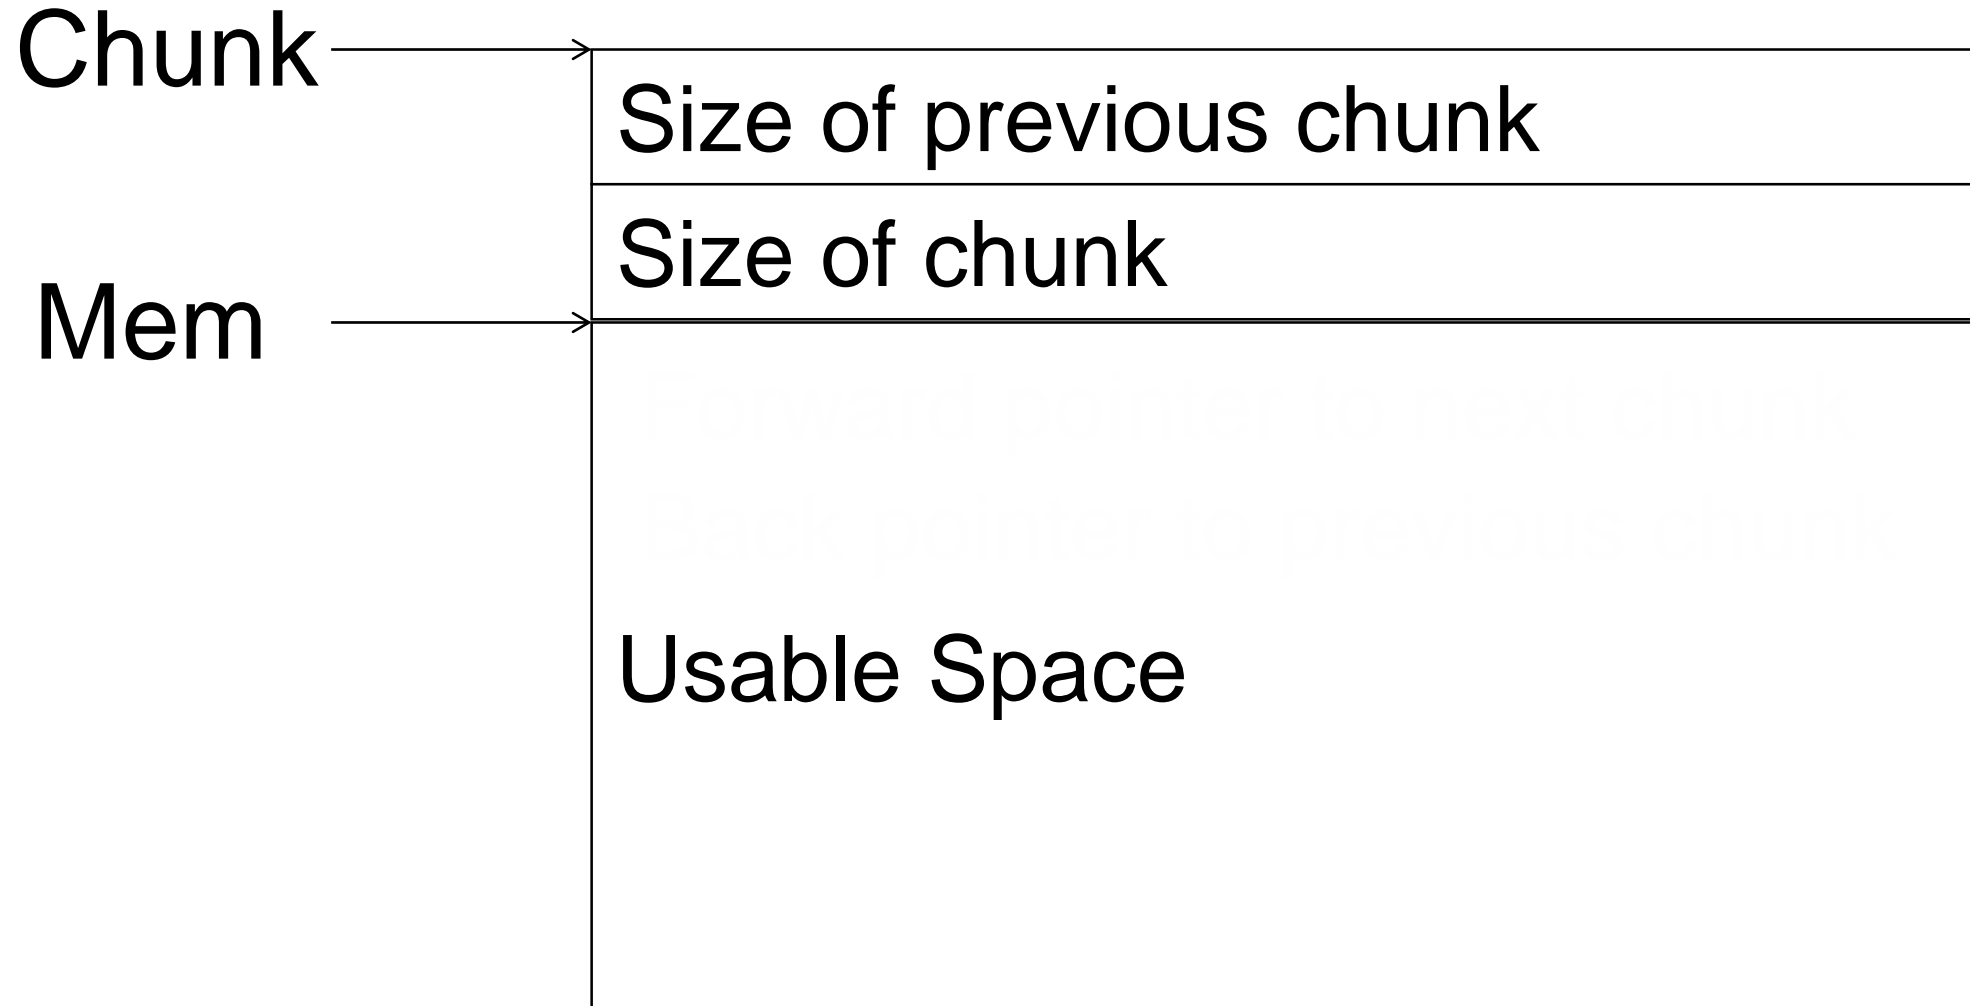 Chunk
Size of previous chunk
Size of chunk
Mem
Forward pointer to next chunk
Back pointer to previous chunk
Usable Space